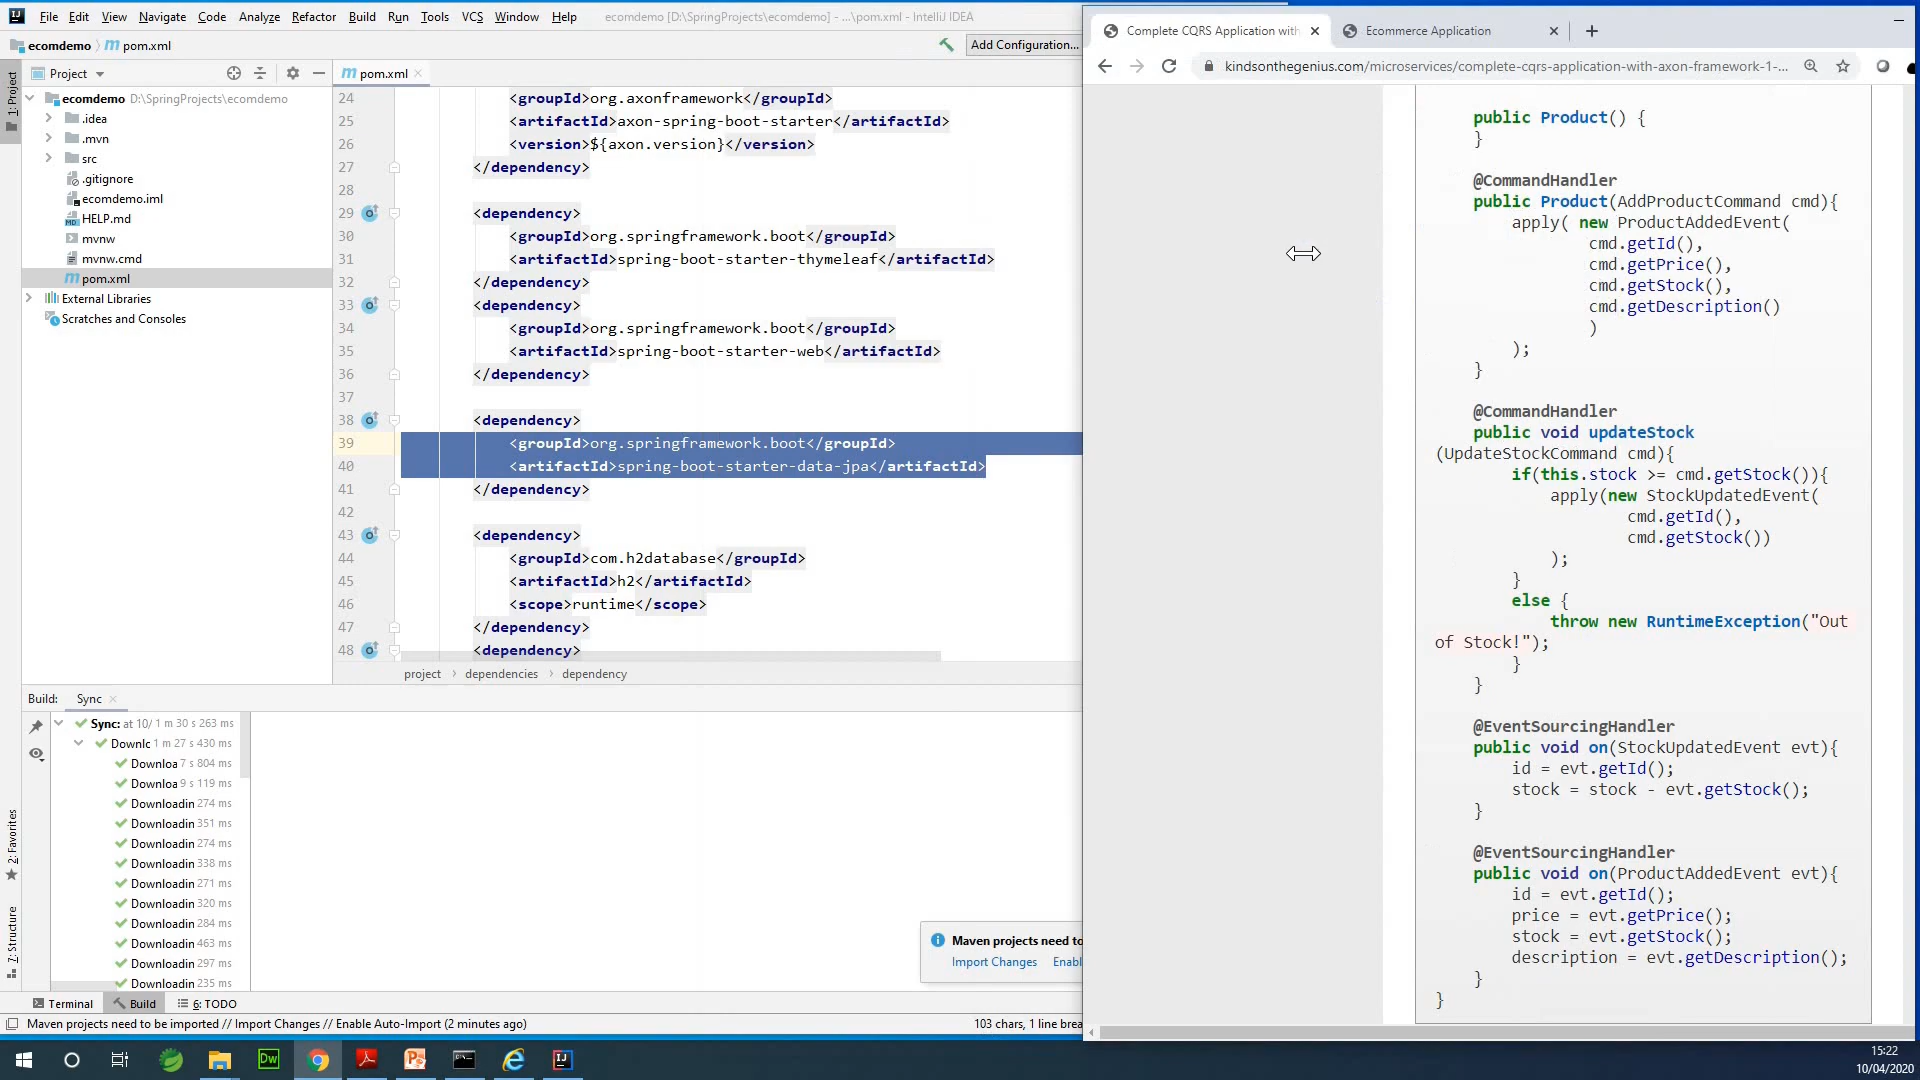 File Edit View Navigate Code Analyze Refactor Build Run Tools VCS Window Help ecomdemo [D:\SpringProjects\ecomdemo] - ...\pom.xml - IntelliJ IDEA
ecomdemo pom.xml
Add Configuration...
Project
pom.xml
1: Project
ecomdemo D:\SpringProjects\ecomdemo
.idea
.mvn
src
.gitignore
ecomdemo.iml
HELP.md
mvnw
mvnw.cmd
pom.xml
External Libraries
Scratches and Consoles
24 <groupId>org.axonframework</groupId>
25 <artifactId>axon-spring-boot-starter</artifactId>
26 <version>${axon.version}</version>
27 </dependency>
28
29 <dependency>
30 <groupId>org.springframework.boot</groupId>
31 <artifactId>spring-boot-starter-thymeleaf</artifactId>
32 </dependency>
33 <dependency>
34 <groupId>org.springframework.boot</groupId>
35 <artifactId>spring-boot-starter-web</artifactId>
36 </dependency>
37
38 <dependency>
39 <groupId>org.springframework.boot</groupId>
40 <artifactId>spring-boot-starter-data-jpa</artifactId>
41 </dependency>
42
43 <dependency>
44 <groupId>com.h2database</groupId>
45 <artifactId>h2</artifactId>
46 <scope>runtime</scope>
47 </dependency>
48 <dependency>
project dependencies dependency
Build: Sync
Sync: at 10/ 1 m 30 s 263 ms
Downlc 1 m 27 s 430 ms
Downloa 7 s 804 ms
Downloa 9 s 119 ms
Downloadin 274 ms
Downloadin 351 ms
Downloadin 274 ms
Downloadin 338 ms
Downloadin 271 ms
Downloadin 320 ms
Downloadin 284 ms
Downloadin 463 ms
Downloadin 297 ms
Downloadin 235 ms
2: Favorites
7: Structure
Maven projects need to
Import Changes Enabl
Terminal Build 6: TODO
Maven projects need to be imported // Import Changes // Enable Auto-Import (2 minutes ago)
103 chars, 1 line brea
Complete CQRS Application with
Ecommerce Application
kindsonthegenius.com/microservices/complete-cqrs-application-with-axon-framework-1-...
public Product() {
}
@CommandHandler
public Product(AddProductCommand cmd){
apply( new ProductAddedEvent(
cmd.getId(),
cmd.getPrice(),
cmd.getStock(),
cmd.getDescription()
)
);
}
@CommandHandler
public void updateStock
(UpdateStockCommand cmd){
if(this.stock >= cmd.getStock()){
apply(new StockUpdatedEvent(
cmd.getId(),
cmd.getStock())
);
}
else {
throw new RuntimeException("Out
of Stock!");
}
}
@EventSourcingHandler
public void on(StockUpdatedEvent evt){
id = evt.getId();
stock = stock - evt.getStock();
}
@EventSourcingHandler
public void on(ProductAddedEvent evt){
id = evt.getId();
price = evt.getPrice();
stock = evt.getStock();
description = evt.getDescription();
}
}
Dw
15:22
10/04/2020